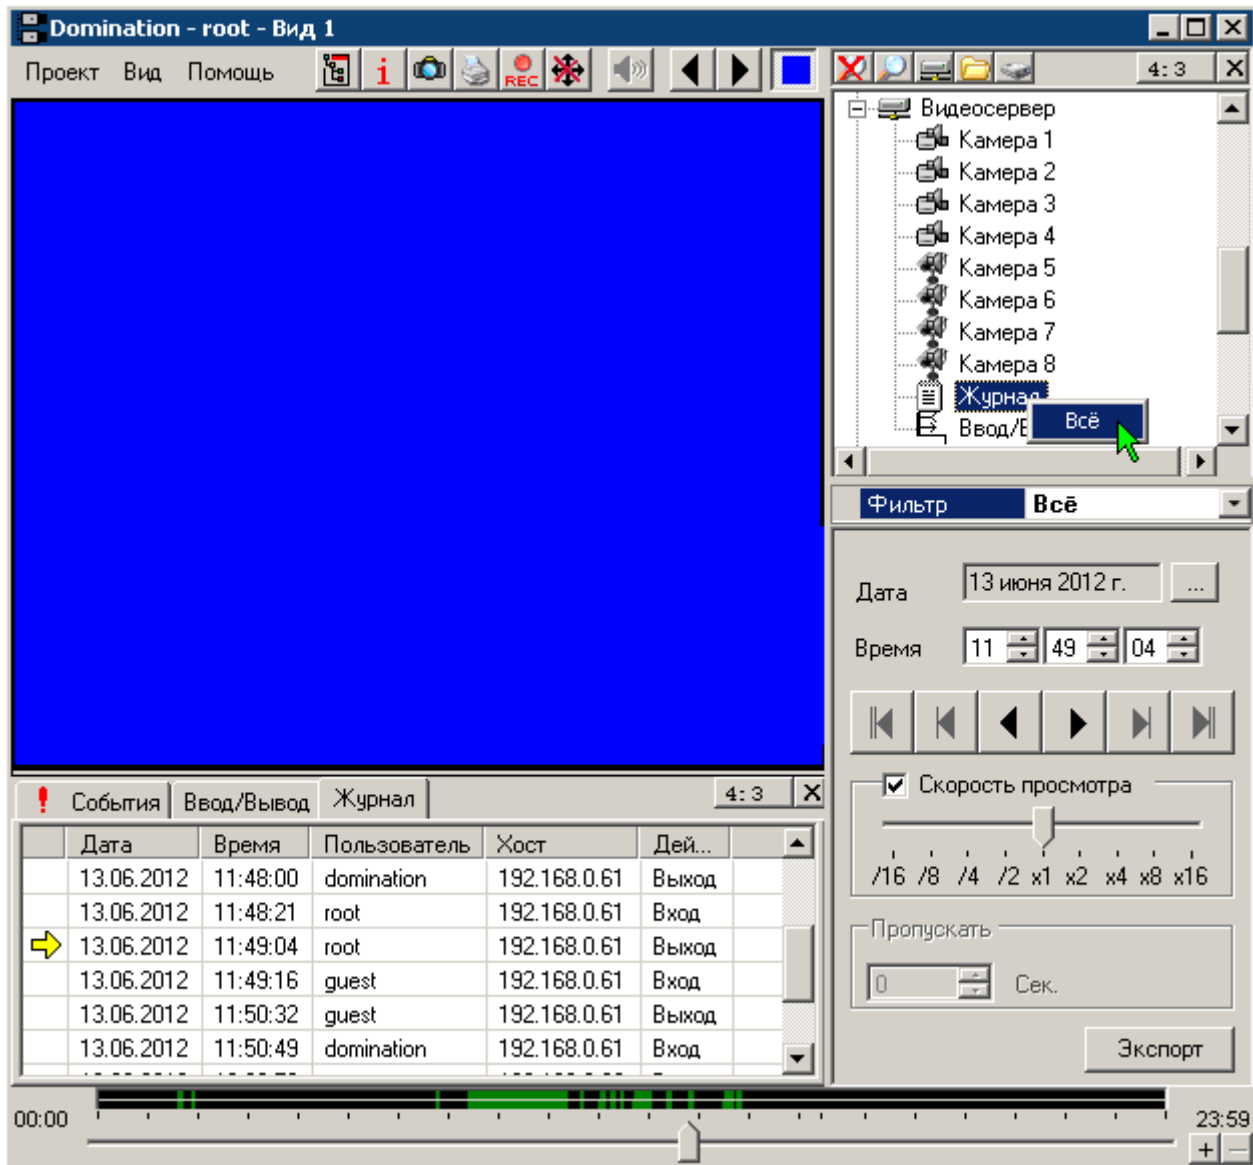 Domination - root - Вид 1
Проект Вид Помощь
REC
4:3
Видеосервер
Камера 1
Камера 2
Камера 3
Камера 4
Камера 5
Камера 6
Камера 7
Камера 8
Журнал
Всё
Ввод/В
Фильтр Всё
Дата 13 июня 2012 г. ...
Время 11 49 04
Скорость просмотра
/16 /8 /4 /2 x1 x2 x4 x8 x16
Пропускать
0 Сек.
Экспорт
События Ввод/Вывод Журнал 4:3
Дата Время Пользователь Хост Дей...
13.06.2012 11:48:00 domination 192.168.0.61 Выход
13.06.2012 11:48:21 root 192.168.0.61 Вход
13.06.2012 11:49:04 root 192.168.0.61 Выход
13.06.2012 11:49:16 guest 192.168.0.61 Вход
13.06.2012 11:50:32 guest 192.168.0.61 Выход
13.06.2012 11:50:49 domination 192.168.0.61 Вход
00:00 23:59